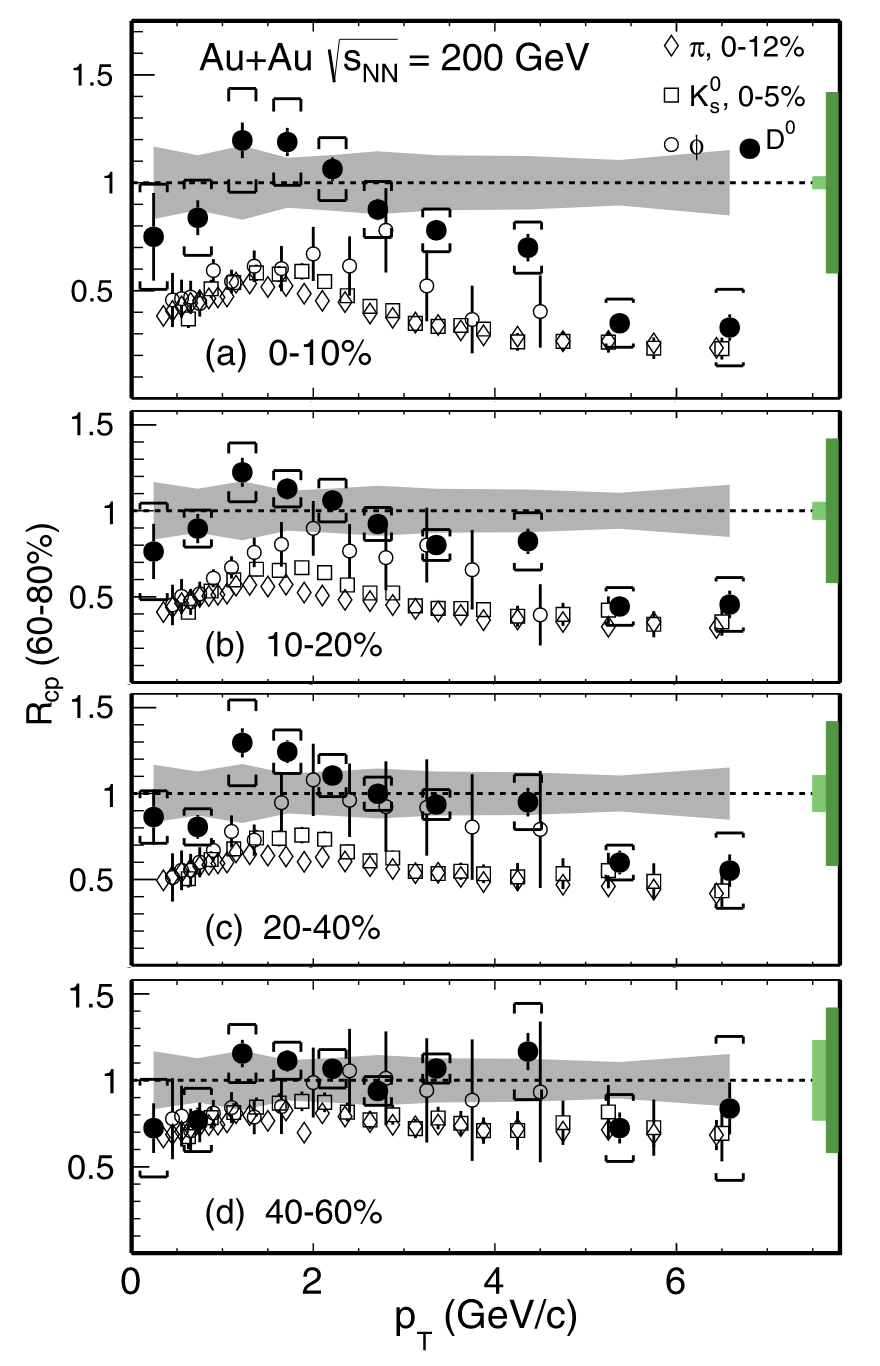 Au+Au √sNN = 200 GeV
π, 0-12%
K0s, 0-5%
ϕ D0
1.5
1
0.5
(a) 0-10%
1.5
1
0.5
(b) 10-20%
Rcp (60-80%)
1.5
1
0.5
(c) 20-40%
1.5
1
0.5
(d) 40-60%
0 2 4 6
pT (GeV/c)